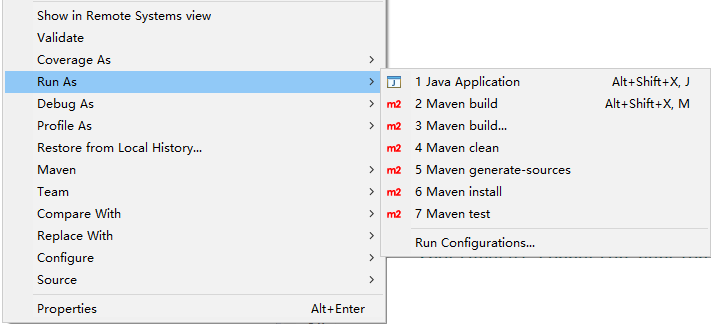 Show in Remote Systems view
Validate
Coverage As
Run As
Debug As
Profile As
Restore from Local History...
Maven
Team
Compare With
Replace With
Configure
Source
Properties Alt+Enter
J 1 Java Application Alt+Shift+X, J
m2 2 Maven build Alt+Shift+X, M
m2 3 Maven build...
m2 4 Maven clean
m2 5 Maven generate-sources
m2 6 Maven install
m2 7 Maven test
Run Configurations...